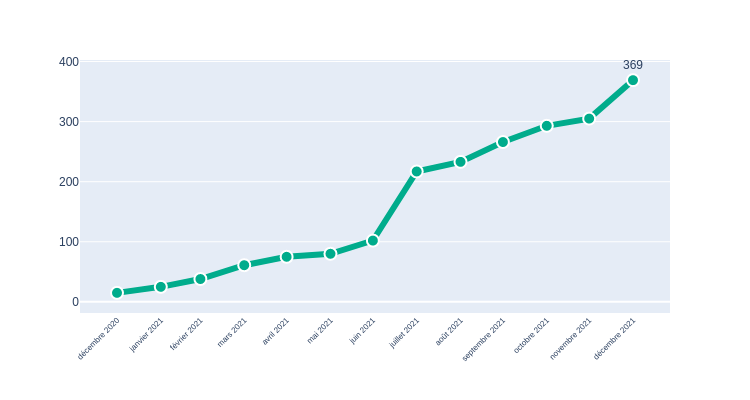 400
300
200
100
0
369
décembre 2020
janvier 2021
février 2021
mars 2021
avril 2021
mai 2021
juin 2021
juillet 2021
août 2021
septembre 2021
octobre 2021
novembre 2021
décembre 2021